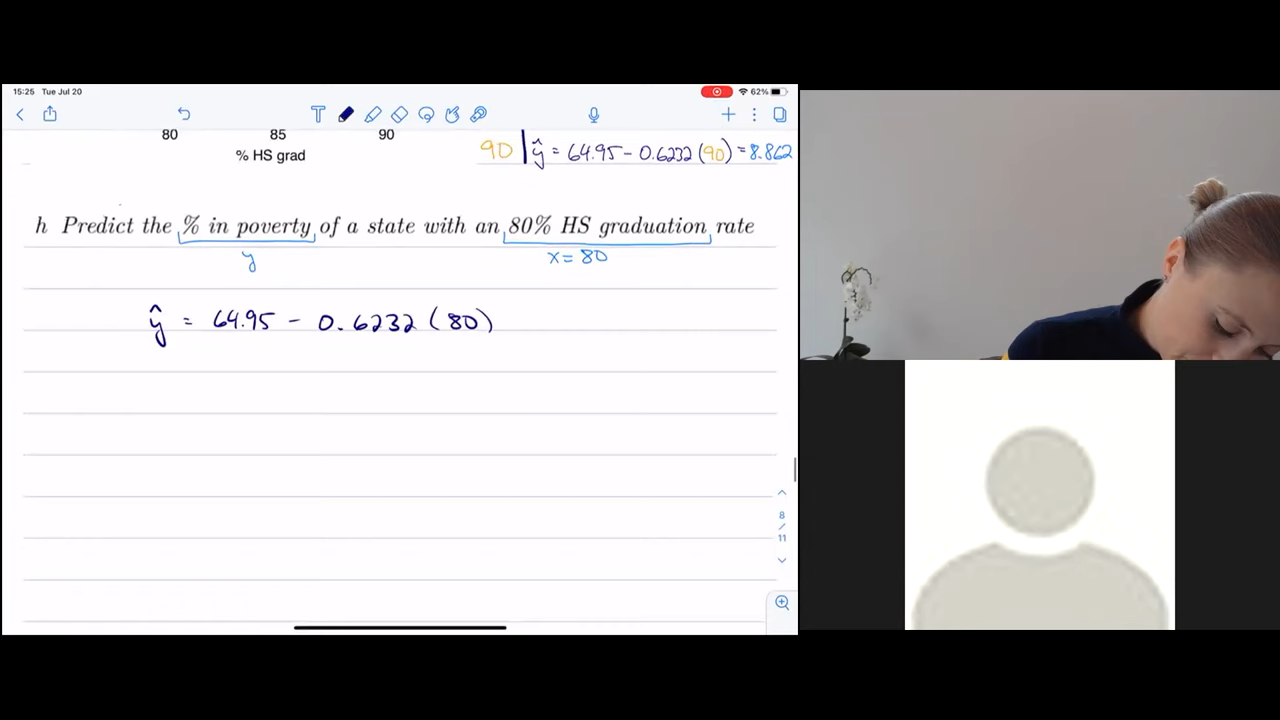 15:25 Tue Jul 20 62%
T
80 85 90
% HS grad
90 | ŷ = 64.95 - 0.6232 (90) = 8.862
h Predict the % in poverty of a state with an 80% HS graduation rate
y x = 80
ŷ = 64.95 - 0.6232 (80)
8
/
11